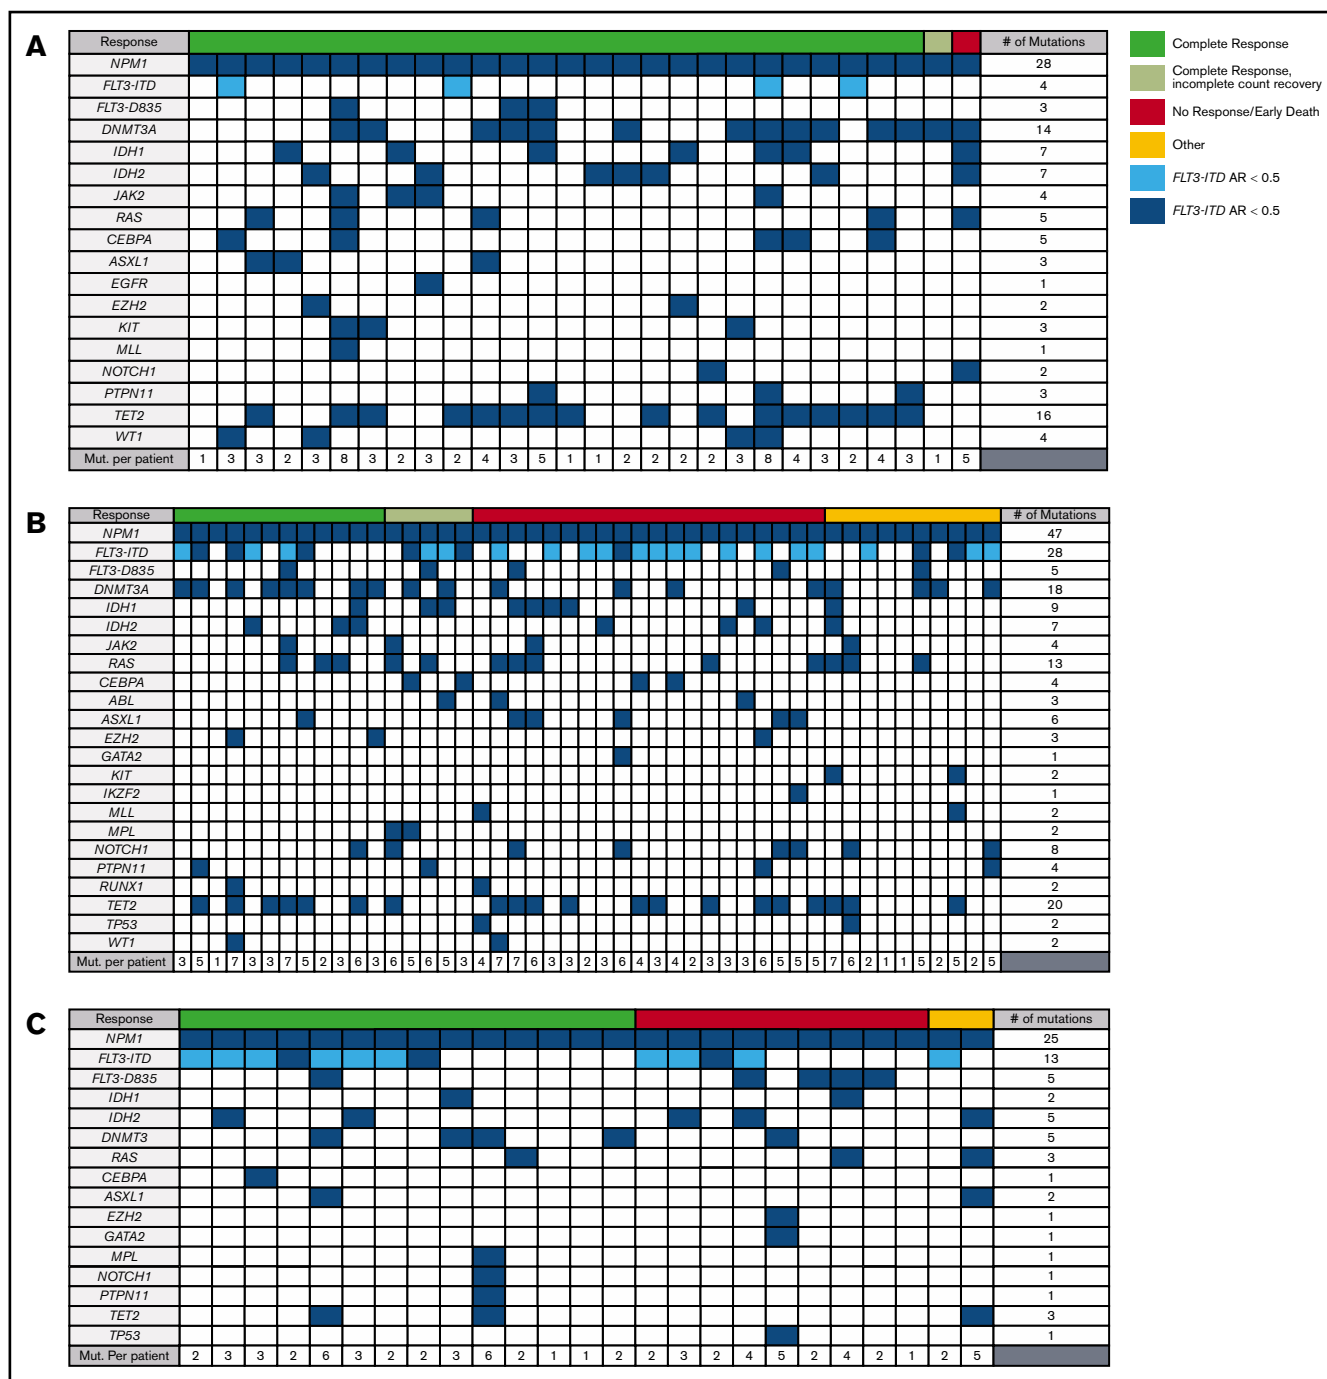 A
Response # of Mutations
NPM1 28
FLT3-ITD 4
FLT3-D835 3
DNMT3A 14
IDH1 7
IDH2 7
JAK2 4
RAS 5
CEBPA 5
ASXL1 3
EGFR 1
EZH2 2
KIT 3
MLL 1
NOTCH1 2
PTPN11 3
TET2 16
WT1 4
Mut. per patient 1 3 3 2 3 8 3 2 3 2 4 3 5 1 1 2 2 2 2 3 8 4 3 2 4 3 1 5
Complete Response
Complete Response,
incomplete count recovery
No Response/Early Death
Other
FLT3-ITD AR < 0.5
FLT3-ITD AR < 0.5
B
Response # of Mutations
NPM1 47
FLT3-ITD 28
FLT3-D835 5
DNMT3A 18
IDH1 9
IDH2 7
JAK2 4
RAS 13
CEBPA 4
ABL 3
ASXL1 6
EZH2 3
GATA2 1
KIT 2
IKZF2 1
MLL 2
MPL 2
NOTCH1 8
PTPN11 4
RUNX1 2
TET2 20
TP53 2
WT1 2
Mut. per patient 3 5 1 7 3 3 7 5 2 3 6 3 6 5 6 5 3 4 7 7 6 3 3 2 3 6 4 3 4 2 3 3 3 6 5 5 5 7 6 2 1 1 5 2 5 2 5
C
Response # of mutations
NPM1 25
FLT3-ITD 13
FLT3-D835 5
IDH1 2
IDH2 5
DNMT3 5
RAS 3
CEBPA 1
ASXL1 2
EZH2 1
GATA2 1
MPL 1
NOTCH1 1
PTPN11 1
TET2 3
TP53 1
Mut. Per patient 2 3 3 2 6 3 2 2 3 6 2 1 1 2 2 3 2 4 5 2 4 2 1 2 5